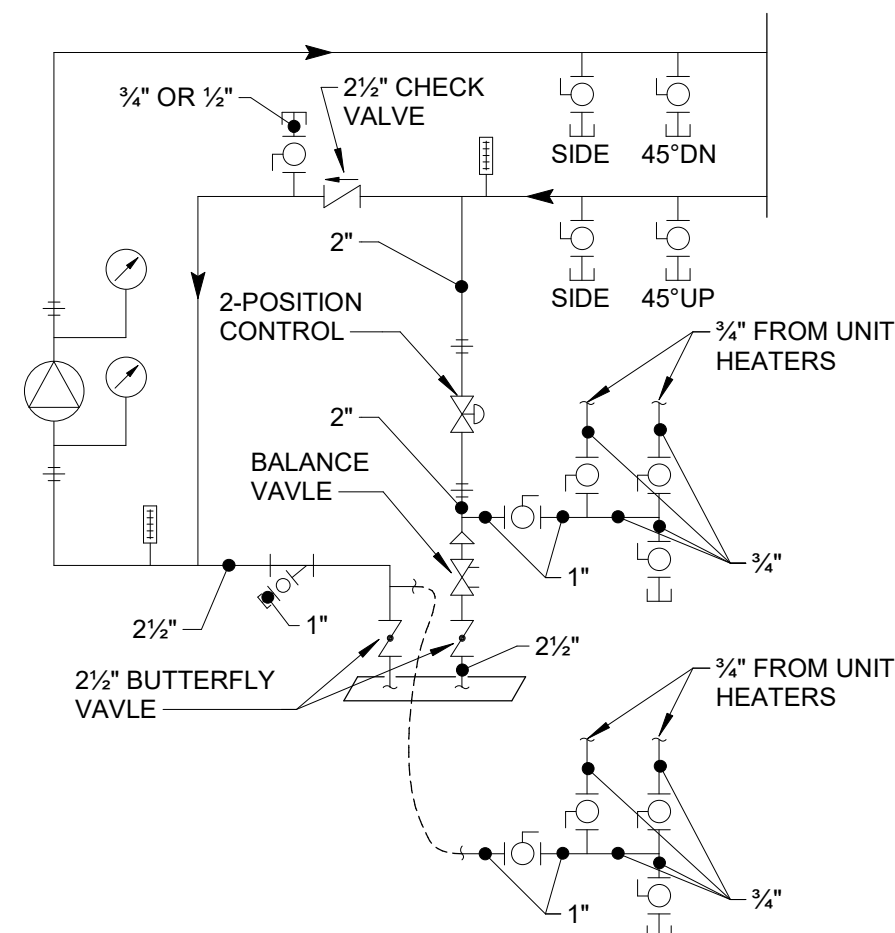 ¾" OR ½"
2½" CHECK
VALVE
SIDE
45°DN
2"
SIDE
45°UP
2-POSITION
CONTROL
¾" FROM UNIT
HEATERS
2"
BALANCE
VAVLE
1"
¾"
2½"
1"
2½"
2½" BUTTERFLY
VAVLE
¾" FROM UNIT
HEATERS
1"
¾"